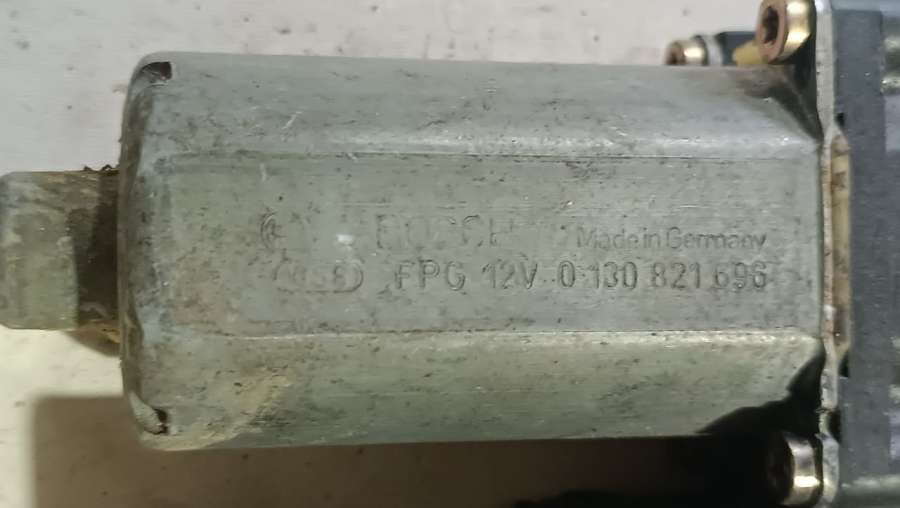 BOSCH Made in Germany
FPG 12V 0 130 821 696